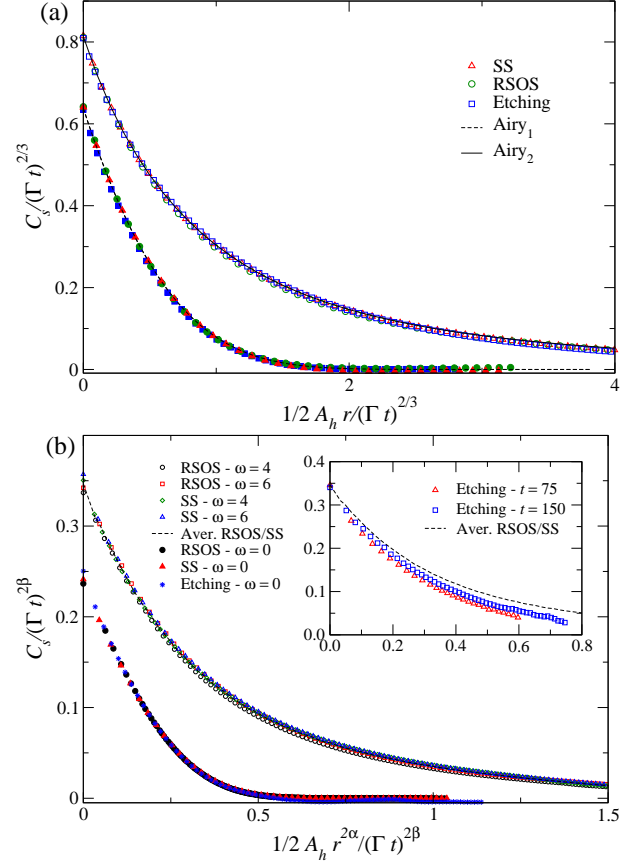 (a)
0.8
0.6
0.4
0.2
0
C_s/(Γ t)^{2/3}
SS
RSOS
Etching
Airy_1
Airy_2
0 2 4
1/2 A_h r/(Γ t)^{2/3}
(b)
0.3
0.2
0.1
0
C_s/(Γ t)^{2β}
RSOS - ω = 4
RSOS - ω = 6
SS - ω = 4
SS - ω = 6
Aver. RSOS/SS
RSOS - ω = 0
SS - ω = 0
Etching - ω = 0
0.4
0.3
0.2
0.1
0.0
Etching - t = 75
Etching - t = 150
Aver. RSOS/SS
0.0 0.2 0.4 0.6 0.8
0 0.5 1 1.5
1/2 A_h r^{2α}/(Γ t)^{2β}